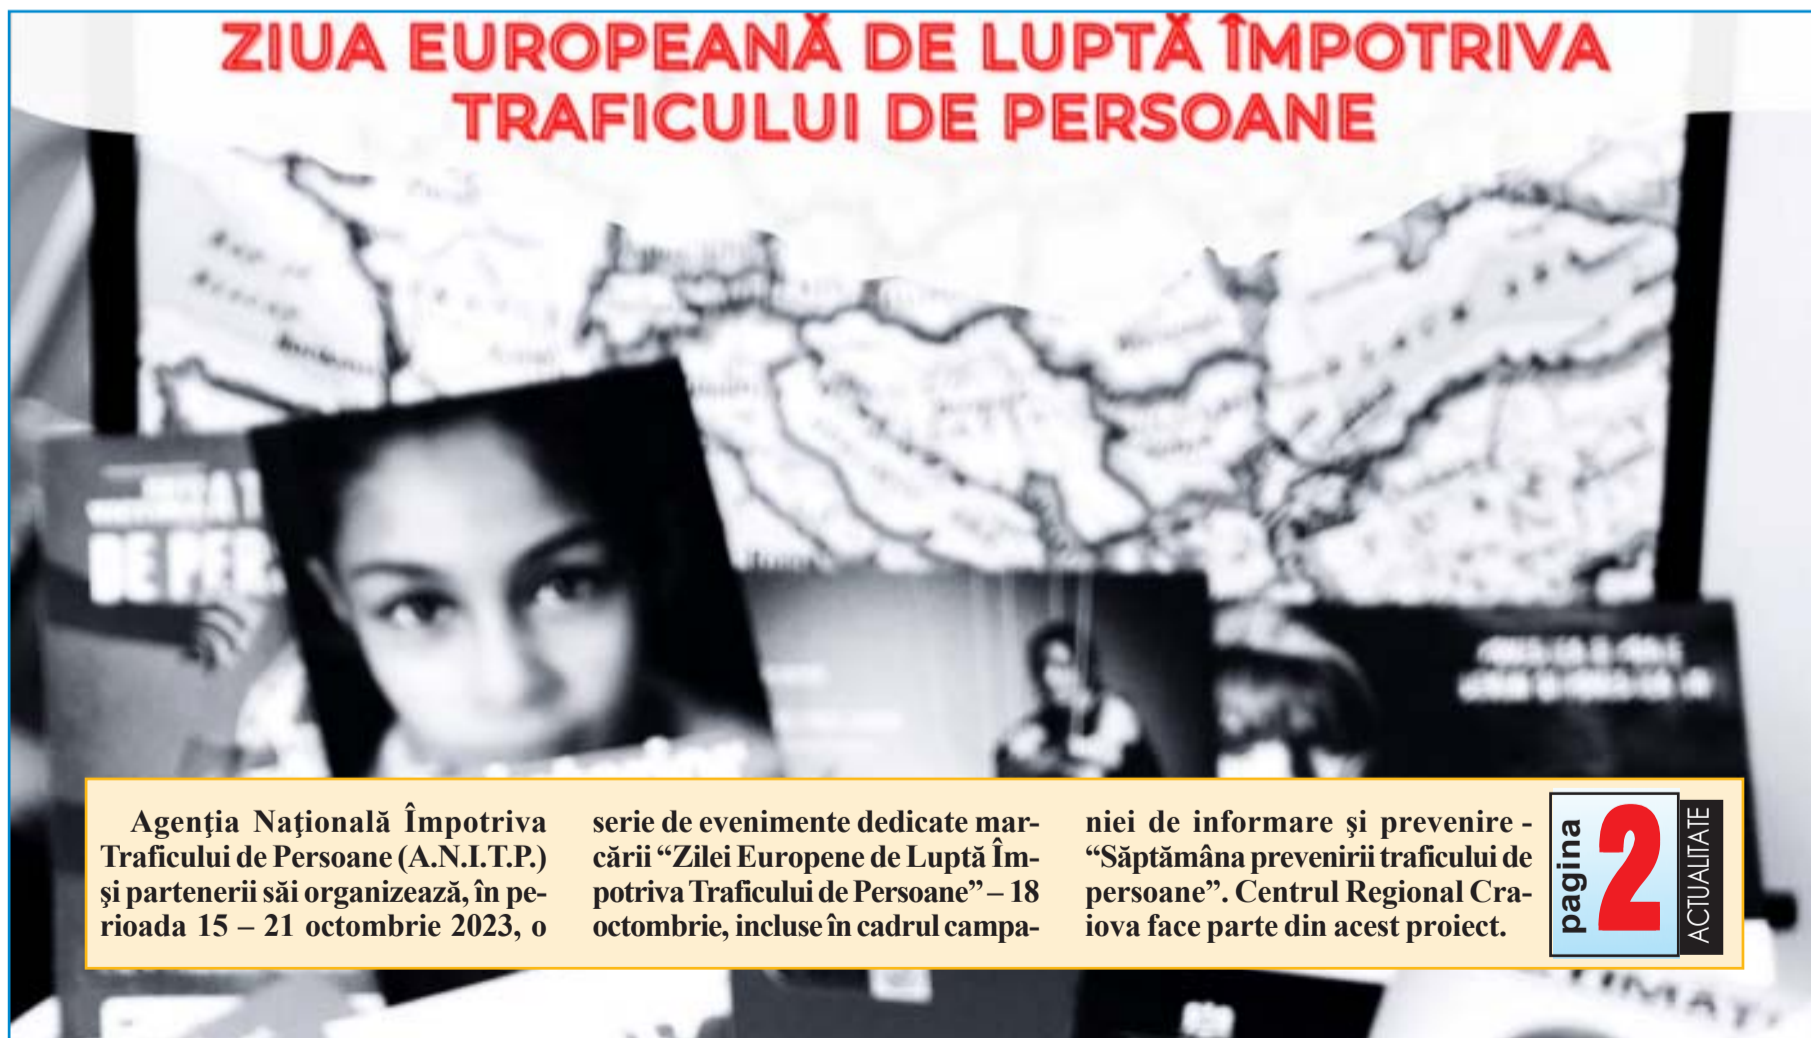 ZIUA EUROPEANĂ DE LUPTĂ ÎMPOTRIVA
TRAFICULUI DE PERSOANE
DE PER
BLACK SEA
Agenţia Naţională Împotriva
Traficului de Persoane (A.N.I.T.P.)
şi partenerii săi organizează, în pe-
rioada 15 – 21 octombrie 2023, o
serie de evenimente dedicate mar-
cării “Zilei Europene de Luptă Îm-
potriva Traficului de Persoane” – 18
octombrie, incluse în cadrul campa-
niei de informare şi prevenire -
“Săptămâna prevenirii traficului de
persoane”. Centrul Regional Cra-
iova face parte din acest proiect.
pagina
2
ACTUALITATE